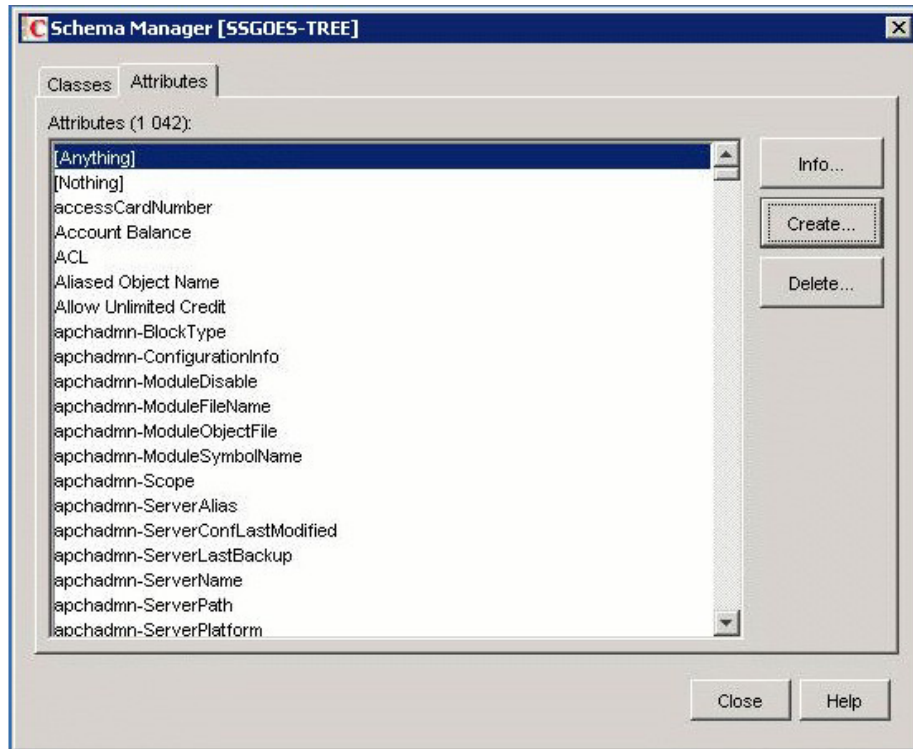 C Schema Manager [SSGOES-TREE]
Classes Attributes
Attributes (1 042):
[Anything]
[Nothing]
accessCardNumber
Account Balance
ACL
Aliased Object Name
Allow Unlimited Credit
apchadmn-BlockType
apchadmn-ConfigurationInfo
apchadmn-ModuleDisable
apchadmn-ModuleFileName
apchadmn-ModuleObjectFile
apchadmn-ModuleSymbolName
apchadmn-Scope
apchadmn-ServerAlias
apchadmn-ServerConfLastModified
apchadmn-ServerLastBackup
apchadmn-ServerName
apchadmn-ServerPath
apchadmn-ServerPlatform
Info...
Create...
Delete...
Close Help